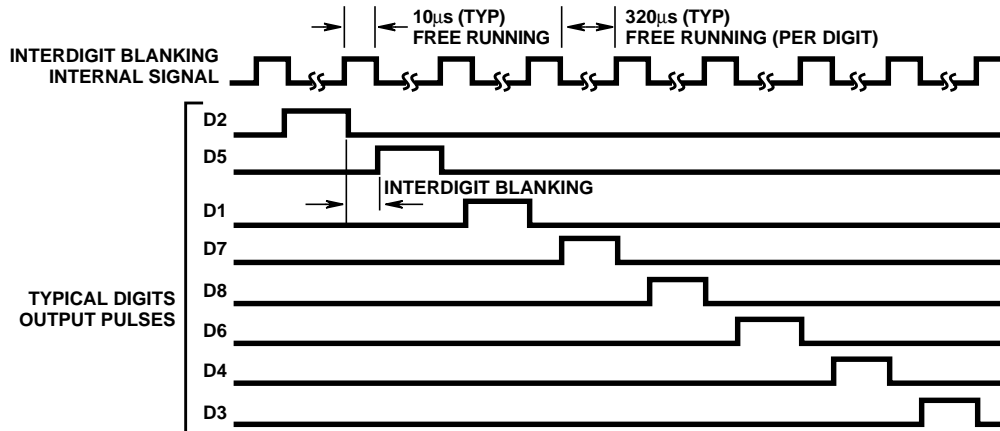 10µs (TYP)
FREE RUNNING
320µs (TYP)
FREE RUNNING (PER DIGIT)
INTERDIGIT BLANKING
INTERNAL SIGNAL
D2
D5
INTERDIGIT BLANKING
D1
D7
TYPICAL DIGITS
OUTPUT PULSES
D8
D6
D4
D3